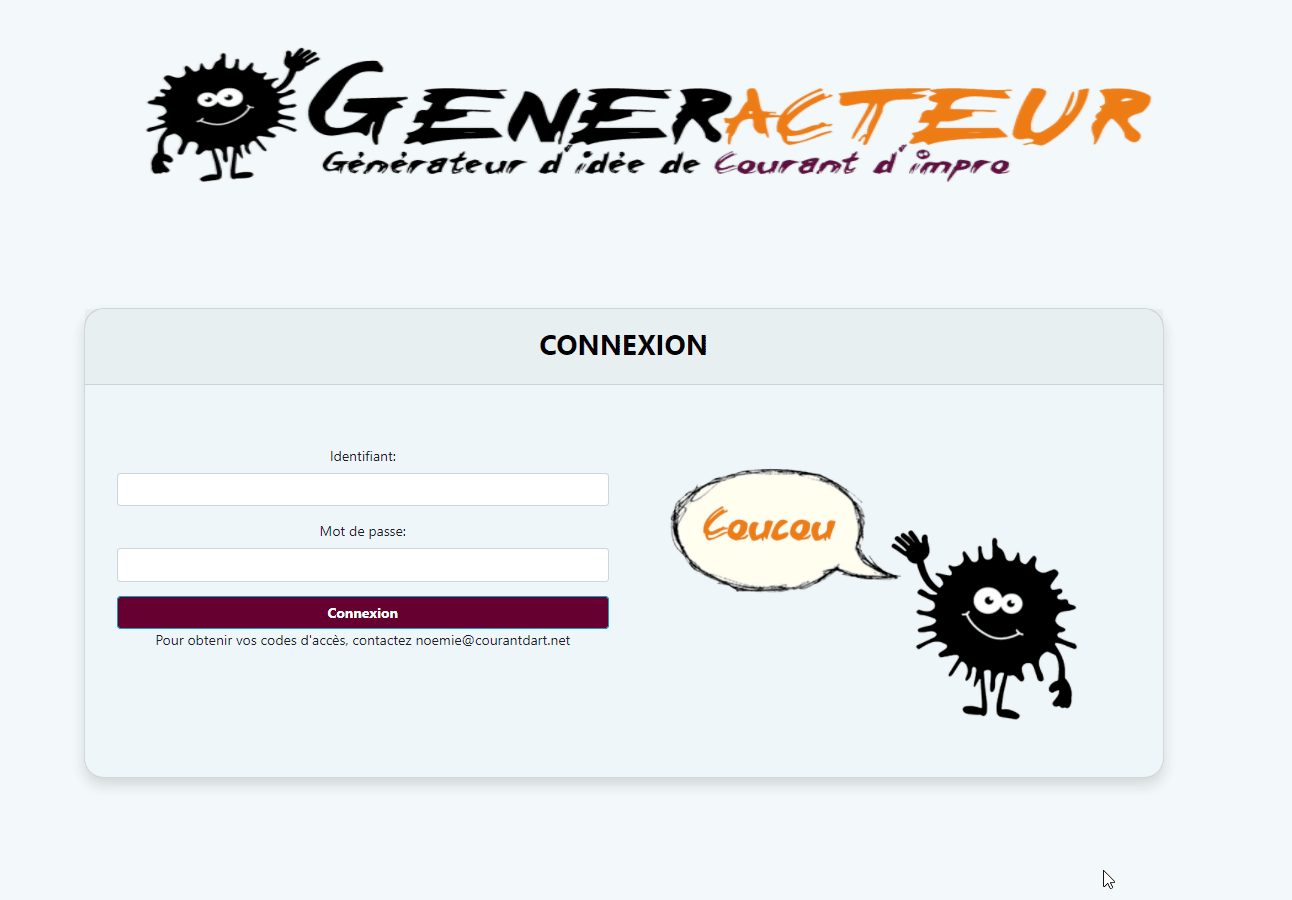 GENERACTEUR
Générateur d'idée de Courant d'impro
CONNEXION
Identifiant:
Coucou
Mot de passe:
Connexion
Pour obtenir vos codes d'accès, contactez noemie@courantdart.net